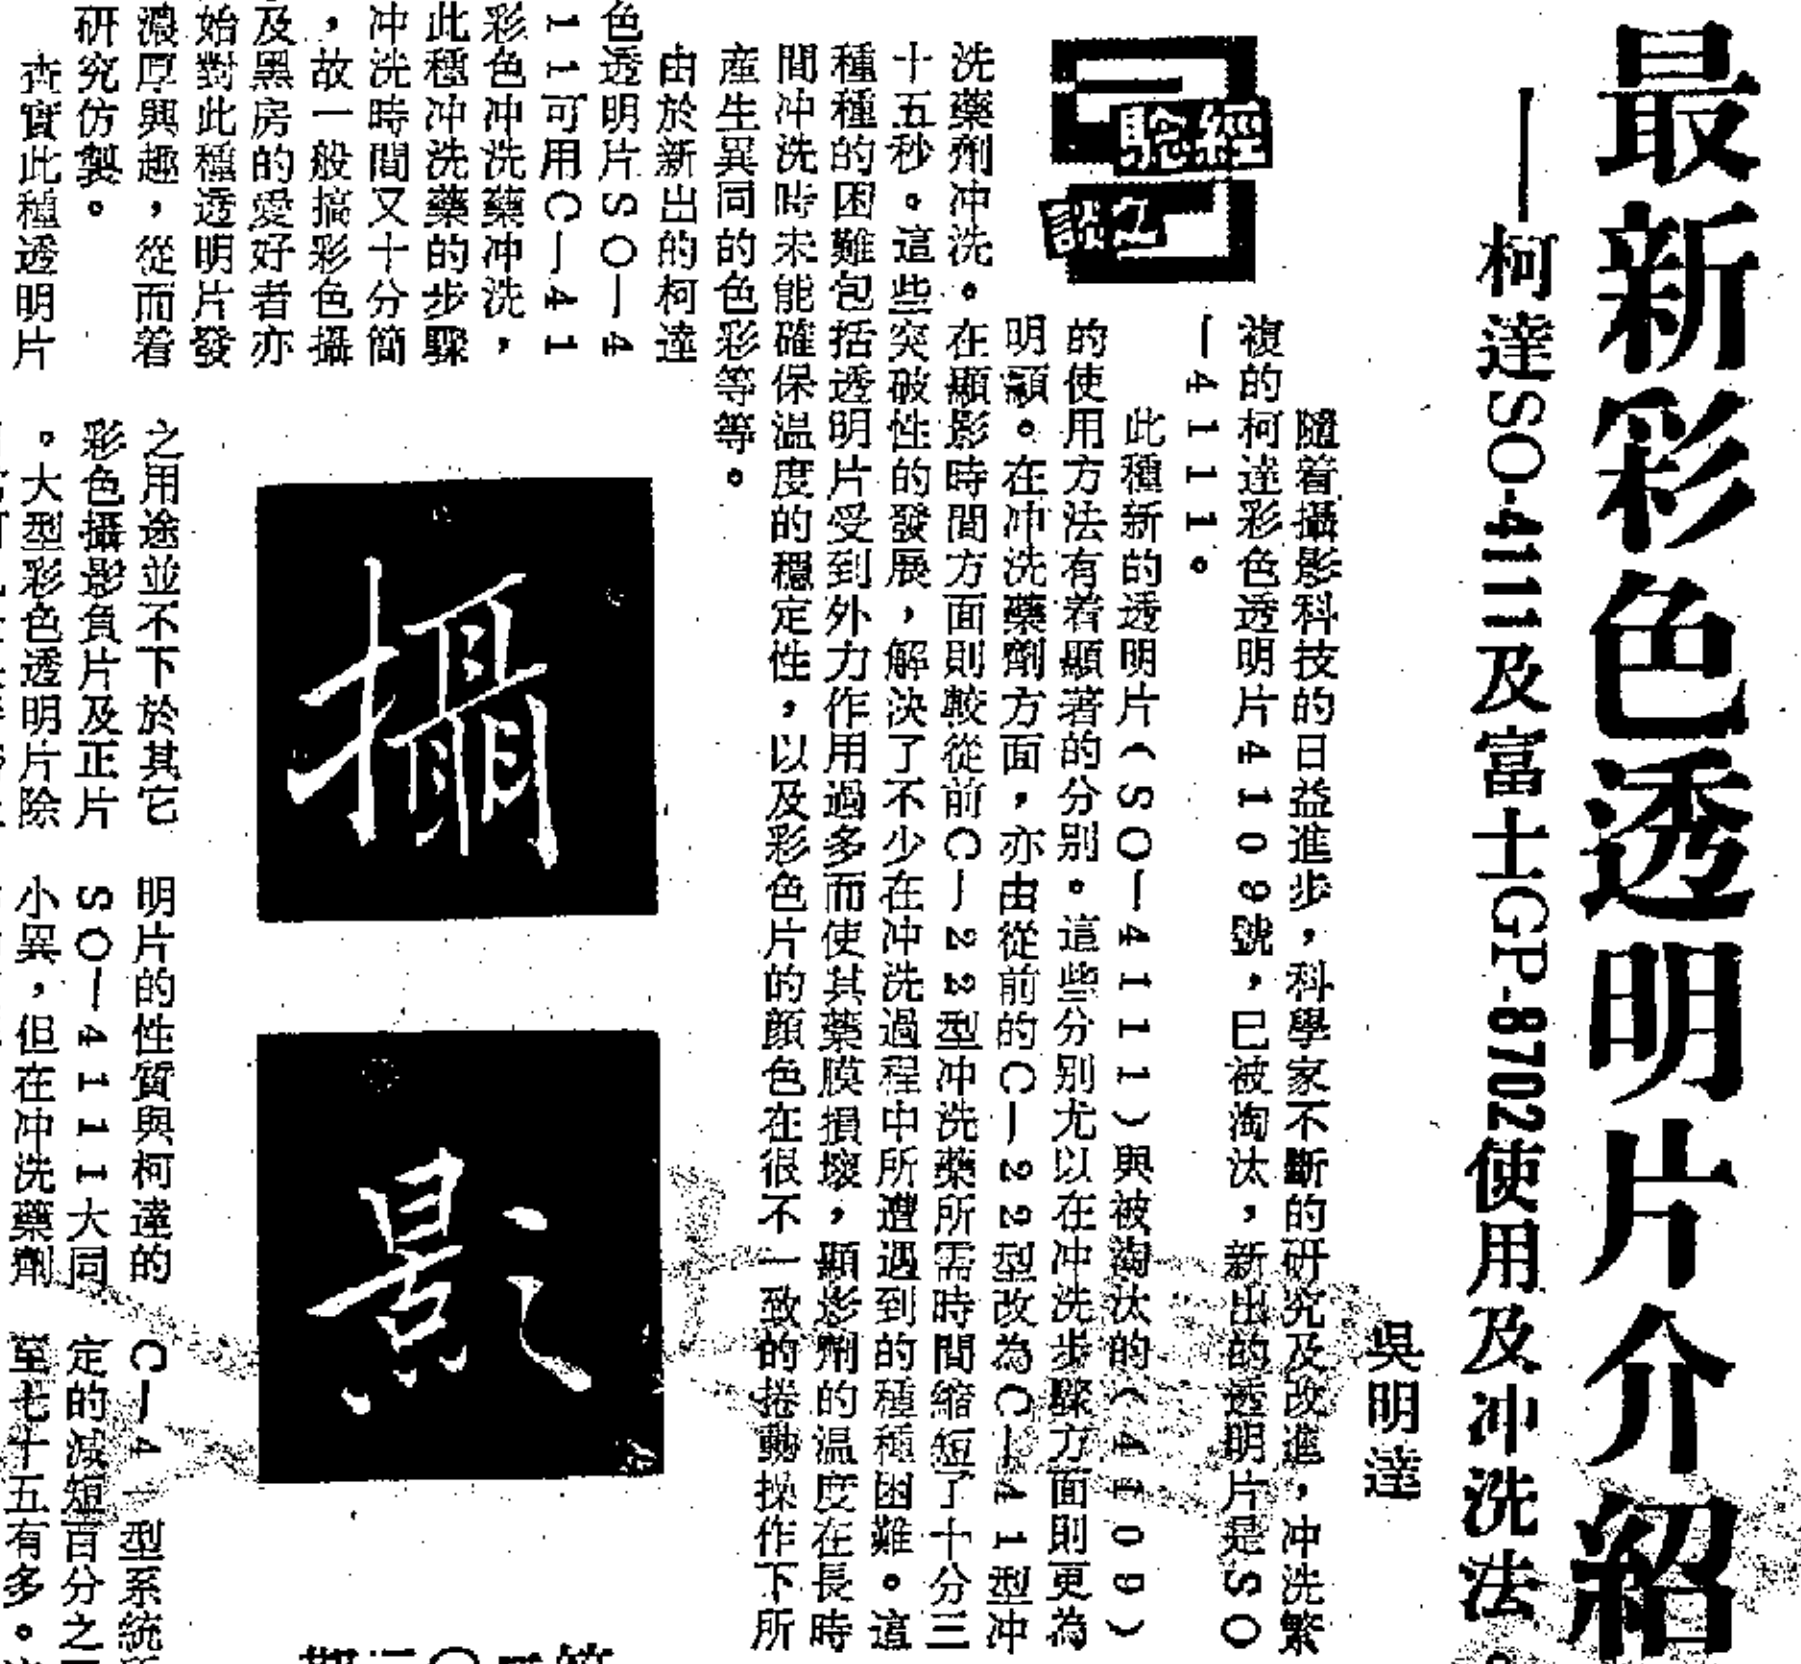 最新彩色透明片介紹
——柯達SO-4111及富士GP-8702使用及冲洗法。
吳明達
經驗
之談
隨着攝影科技的日益進步，科學家不斷的研究及改進，冲洗繁
複的柯達彩色透明片4109號，已被淘汰，新出的透明片是SO
—4111。
此種新的透明片（SO—4111）與被淘汰的（4109）
的使用方法有着顯著的分别。這些分别尤以在冲洗步驟方面則更為
明顯。在冲洗藥劑方面，亦由從前的C—22型改為C—41型冲
洗藥劑冲洗。在顯影時間方面則較從前C—22型冲洗藥所需時間縮短了十分三
十五秒。這些突破性的發展，解決了不少在冲洗過程中所遭遇到的種種困難。這
種種的困難包括透明片受到外力作用過多而使其藥膜損壞，顯影劑的温度在長時
間冲洗時未能確保温度的穩定性，以及彩色片的顔色在很不一致的捲動操作下所
產生異同的色彩等等。
由於新出的柯達
色透明片SO—4
11可用C—41
彩色冲洗藥冲洗，
此種冲洗藥的步驟
冲洗時間又十分簡
，故一般搞彩色攝
及黑房的愛好者亦
始對此種透明片發
濃厚興趣，從而着
研究仿製。
查實此種透明片
之用途並不下於其它
彩色攝影負片及正片
。大型彩色透明片除
攝
影
明片的性質與柯達的
SO—4111大同
小異，但在冲洗藥劑
C—4型系統
定的減短百分之
至七十五有多。